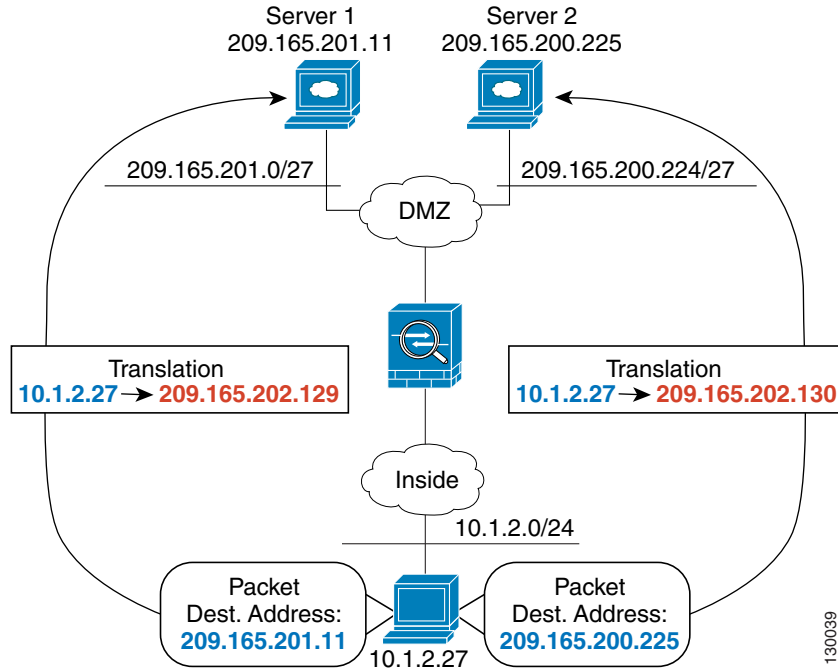 Server 1
209.165.201.11
Server 2
209.165.200.225
209.165.201.0/27
209.165.200.224/27
DMZ
Translation
10.1.2.27 → 209.165.202.129
Translation
10.1.2.27 → 209.165.202.130
Inside
10.1.2.0/24
Packet
Dest. Address:
209.165.201.11
Packet
Dest. Address:
209.165.200.225
10.1.2.27
130039